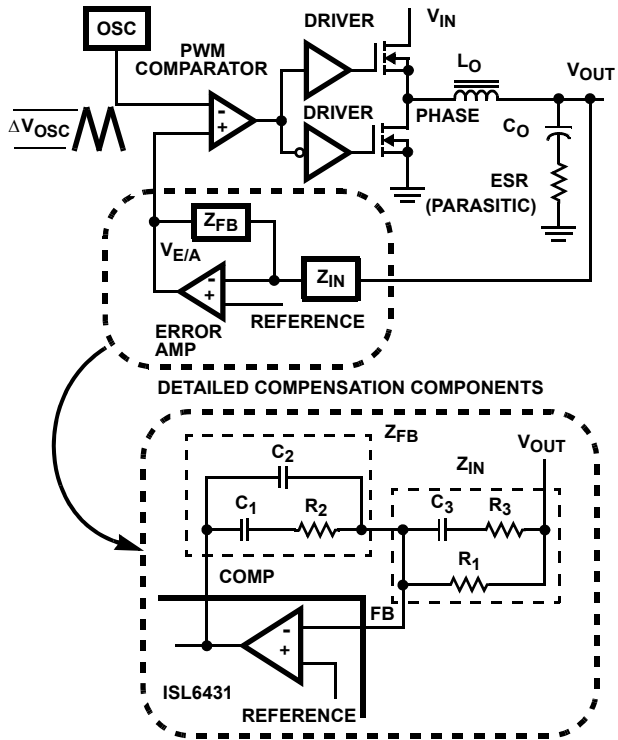 OSC
DRIVER
V_IN
PWM
COMPARATOR
L_O
V_OUT
ΔV_OSC
-
+
DRIVER
PHASE
C_O
ESR
(PARASITIC)
Z_FB
V_E/A
-
+
Z_IN
REFERENCE
ERROR
AMP
DETAILED COMPENSATION COMPONENTS
Z_FB
V_OUT
C_2
Z_IN
C_1
R_2
C_3
R_3
R_1
COMP
FB
-
+
ISL6431
REFERENCE